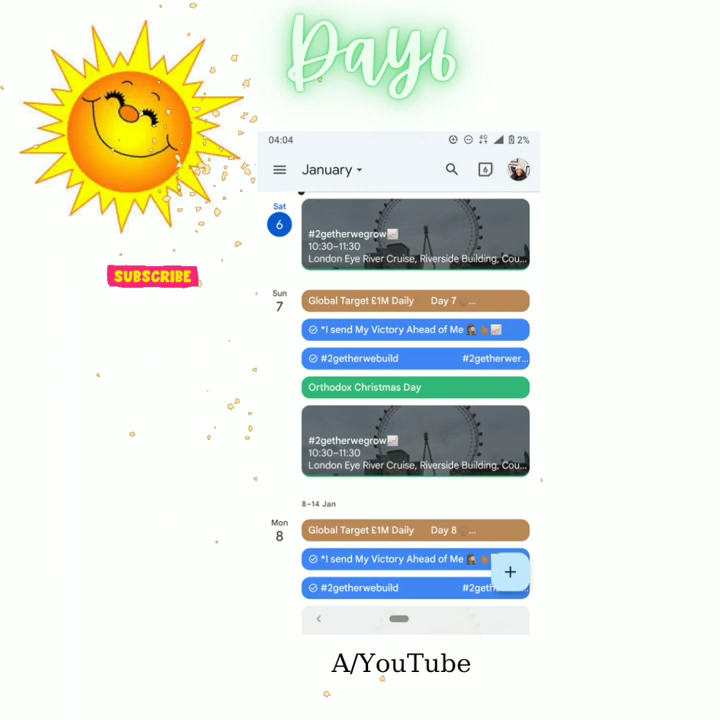 Day6
04:04
4G
2%
January
6
Sat
6
#2getherwegrow📈
10:30–11:30
London Eye River Cruise, Riverside Building, Cou...
SUBSCRIBE
Sun
7
Global Target £1M Daily Day 7 ...
*I send My Victory Ahead of Me
#2getherwebuild #2getherwer...
Orthodox Christmas Day
#2getherwegrow📈
10:30–11:30
London Eye River Cruise, Riverside Building, Cou...
8–14 Jan
Mon
8
Global Target £1M Daily Day 8 ...
*I send My Victory Ahead of Me
#2getherwebuild #2geth
A/YouTube